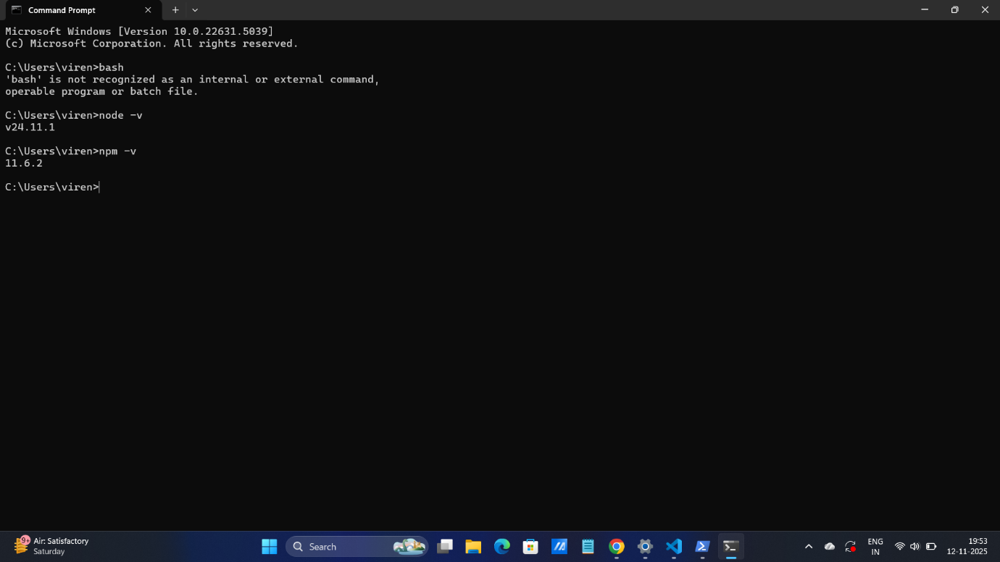 Command Prompt
Microsoft Windows [Version 10.0.22631.5039]
(c) Microsoft Corporation. All rights reserved.
C:\Users\viren>bash
'bash' is not recognized as an internal or external command,
operable program or batch file.
C:\Users\viren>node -v
v24.11.1
C:\Users\viren>npm -v
11.6.2
C:\Users\viren>
9+
Air: Satisfactory
Saturday
Search
ENG
IN
19:53
12-11-2025